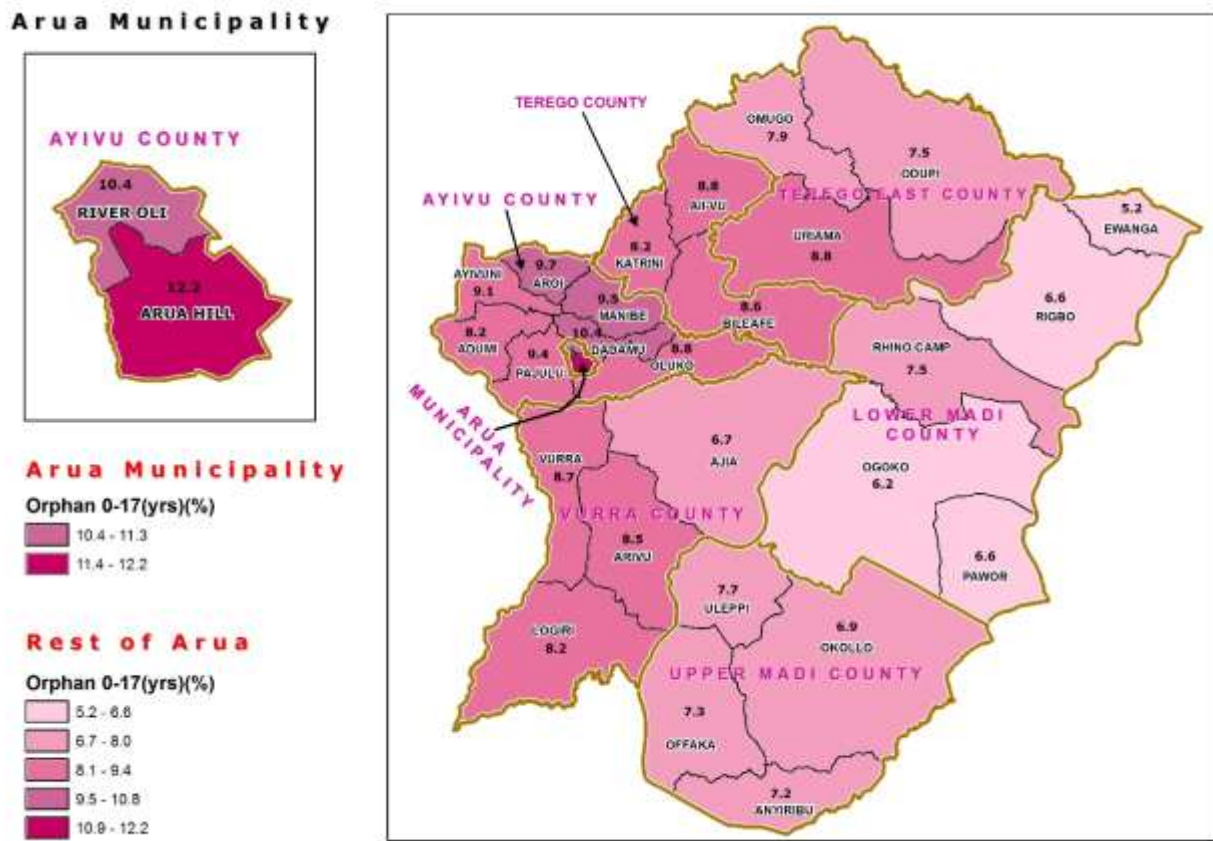 Arua Municipality
AYIVU COUNTY
10.4
RIVER OLI
12.2
ARUA HILL
Arua Municipality
Orphan 0-17(yrs)(%)
10.4 - 11.3
11.4 - 12.2
Rest of Arua
Orphan 0-17(yrs)(%)
5.2 - 6.6
6.7 - 8.0
8.1 - 9.4
9.5 - 10.8
10.9 - 12.2
TEREGO COUNTY
OMUGO
7.9
7.5
ODUPI
TEREGO EAST COUNTY
8.8
AII-VU
AYIVU COUNTY
5.2
EWANGA
URIAMA
8.8
8.2
KATRINI
9.7
AROI
AYIVUNI
9.1
9.5
MANIBE
8.6
BILEAFE
6.6
RIGBO
8.2
ADUMI
10.4
DADAMU
8.8
OLUKO
9.4
PAJULU
RHINO CAMP
7.5
ARUA
MUNICIPALITY
LOWER MADI
COUNTY
6.7
AJIA
VURRA
8.7
OGOKO
6.2
VURRA COUNTY
8.5
ARIVU
6.6
PAWOR
7.7
ULEPPI
LOGIRI
8.2
6.9
OKOLLO
UPPER MADI COUNTY
7.3
OFFAKA
7.2
ANYIRIBU